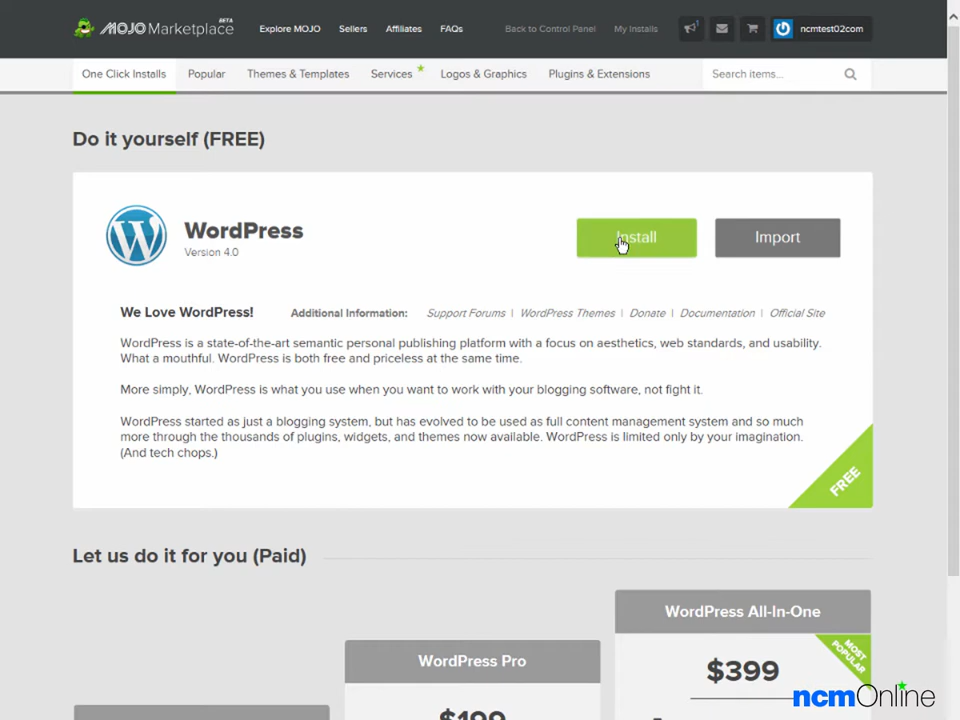 MOJO Marketplace BETA
Explore MOJO Sellers Affiliates FAQs Back to Control Panel My Installs 1 ncmtest02com
One Click Installs Popular Themes & Templates Services Logos & Graphics Plugins & Extensions Search items...
Do it yourself (FREE)
WordPress
Version 4.0
Install Import
We Love WordPress! Additional Information: Support Forums | WordPress Themes | Donate | Documentation | Official Site
WordPress is a state-of-the-art semantic personal publishing platform with a focus on aesthetics, web standards, and usability.
What a mouthful. WordPress is both free and priceless at the same time.
More simply, WordPress is what you use when you want to work with your blogging software, not fight it.
WordPress started as just a blogging system, but has evolved to be used as full content management system and so much
more through the thousands of plugins, widgets, and themes now available. WordPress is limited only by your imagination.
(And tech chops.)
FREE
Let us do it for you (Paid)
WordPress All-In-One
MOST POPULAR
WordPress Pro
$399
$199
ncmOnline